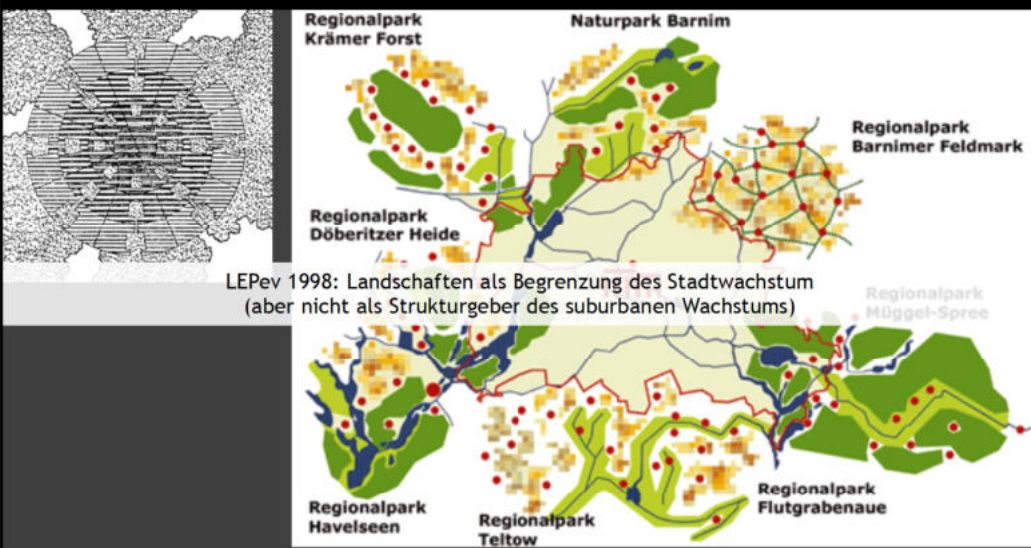 Regionalpark
Krämer Forst
Naturpark Barnim
Regionalpark
Barnimer Feldmark
Regionalpark
Döberitzer Heide
LEPev 1998: Landschaften als Begrenzung des Stadtwachstum
(aber nicht als Strukturgeber des suburbanen Wachstums)
Regionalpark
Müggel-Spree
Regionalpark
Havelseen
Regionalpark
Teltow
Regionalpark
Flutgrabenaue